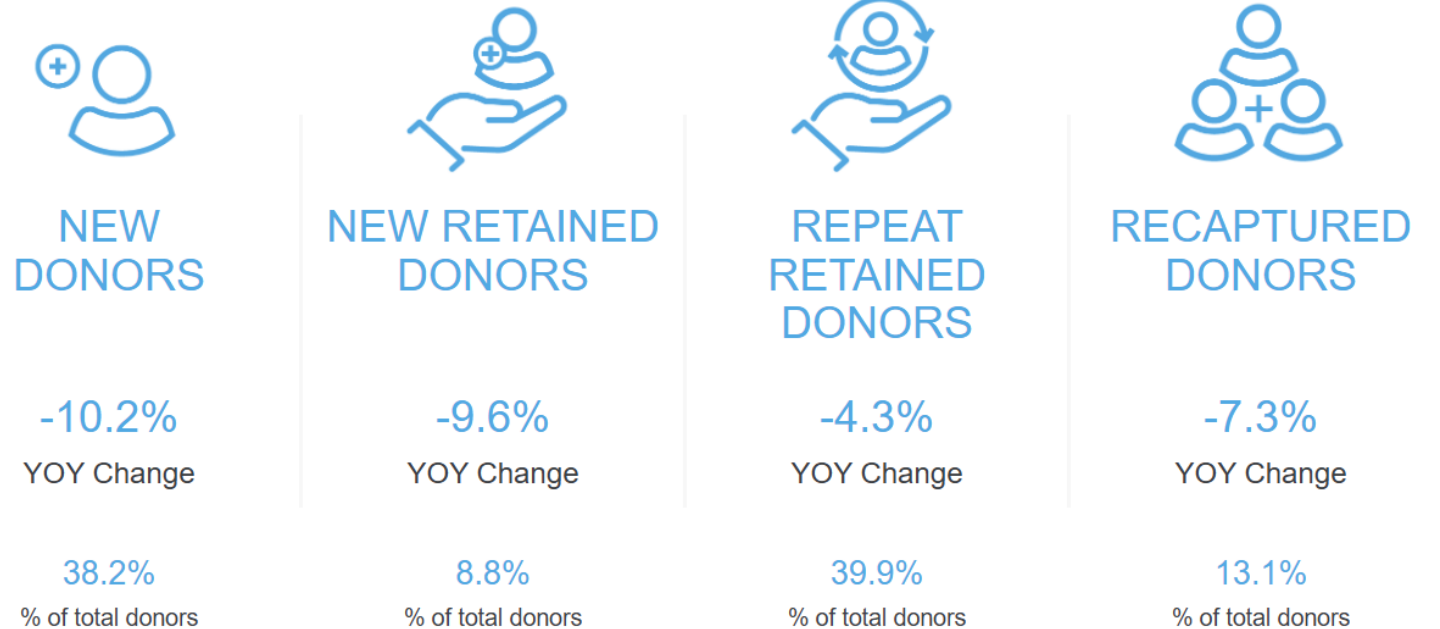 NEW
DONORS
-10.2%
YOY Change
38.2%
% of total donors
NEW RETAINED
DONORS
-9.6%
YOY Change
8.8%
% of total donors
REPEAT
RETAINED
DONORS
-4.3%
YOY Change
39.9%
% of total donors
RECAPTURED
DONORS
-7.3%
YOY Change
13.1%
% of total donors